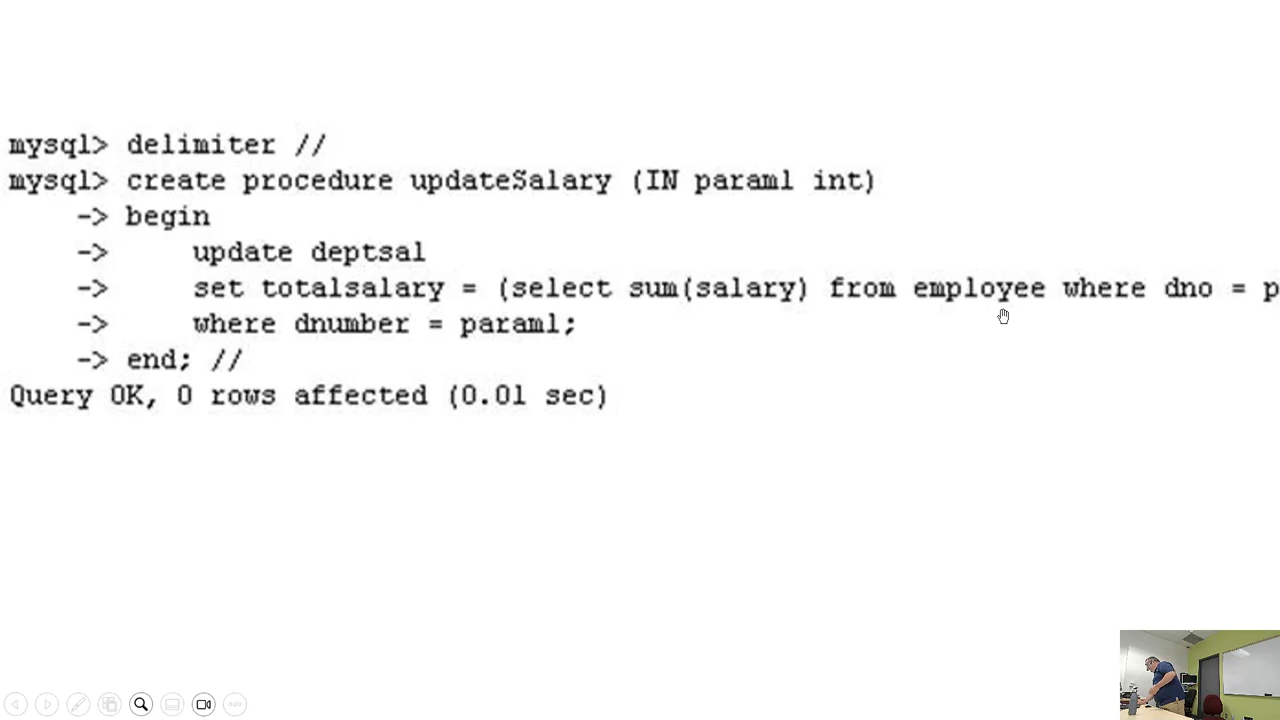 mysql> delimiter //
mysql> create procedure updateSalary (IN param1 int)
-> begin
-> update deptsal
-> set totalsalary = (select sum(salary) from employee where dno = p
-> where dnumber = param1;
-> end; //
Query OK, 0 rows affected (0.01 sec)